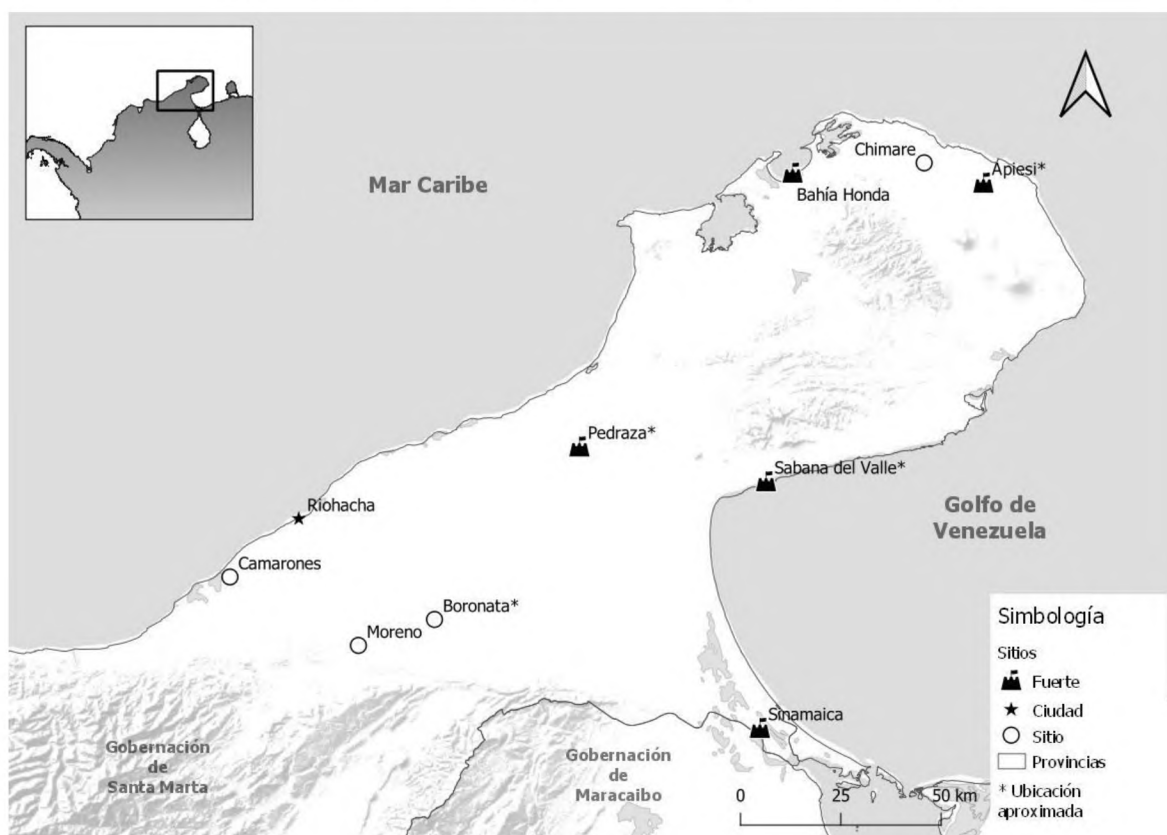 Mar Caribe
Chimare
Apiesi*
Bahía Honda
Pedraza*
Sabana del Valle*
Riohacha
Golfo de
Venezuela
Camarones
Boronata*
Moreno
Sinamaica
Gobernación
de
Santa Marta
Gobernación
de
Maracaibo
0 25 50 km
Simbología
Sitios
Fuerte
Ciudad
Sitio
Provincias
* Ubicación
aproximada